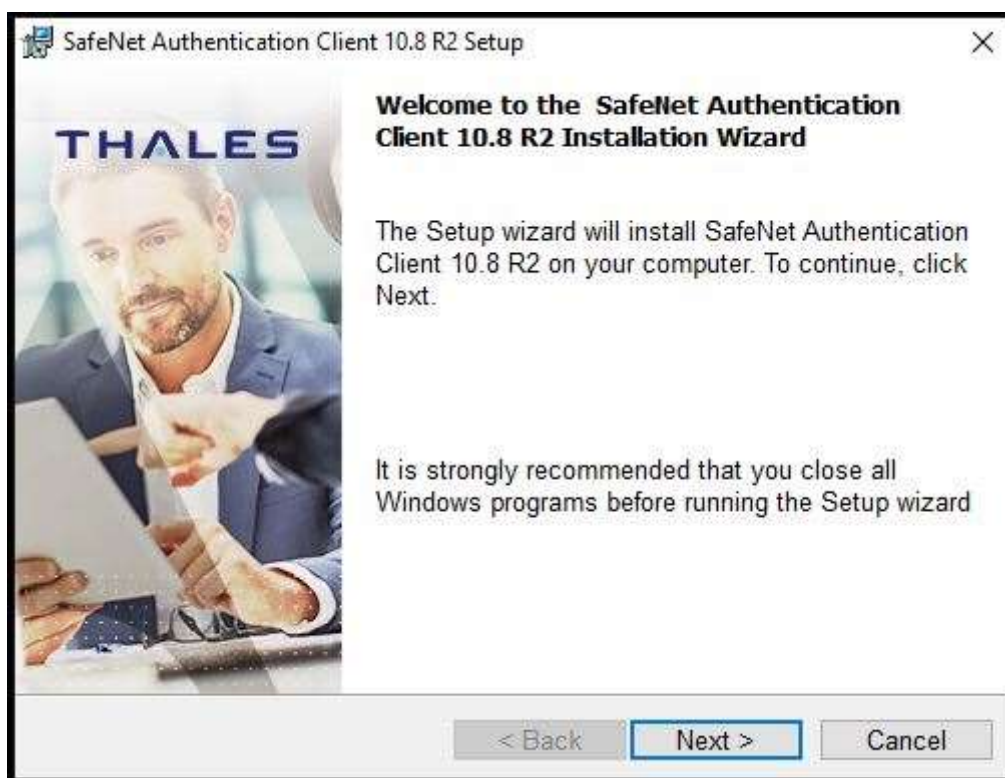 SafeNet Authentication Client 10.8 R2 Setup
THALES
Welcome to the SafeNet Authentication
Client 10.8 R2 Installation Wizard
The Setup wizard will install SafeNet Authentication
Client 10.8 R2 on your computer. To continue, click
Next.
It is strongly recommended that you close all
Windows programs before running the Setup wizard
< Back
Next >
Cancel